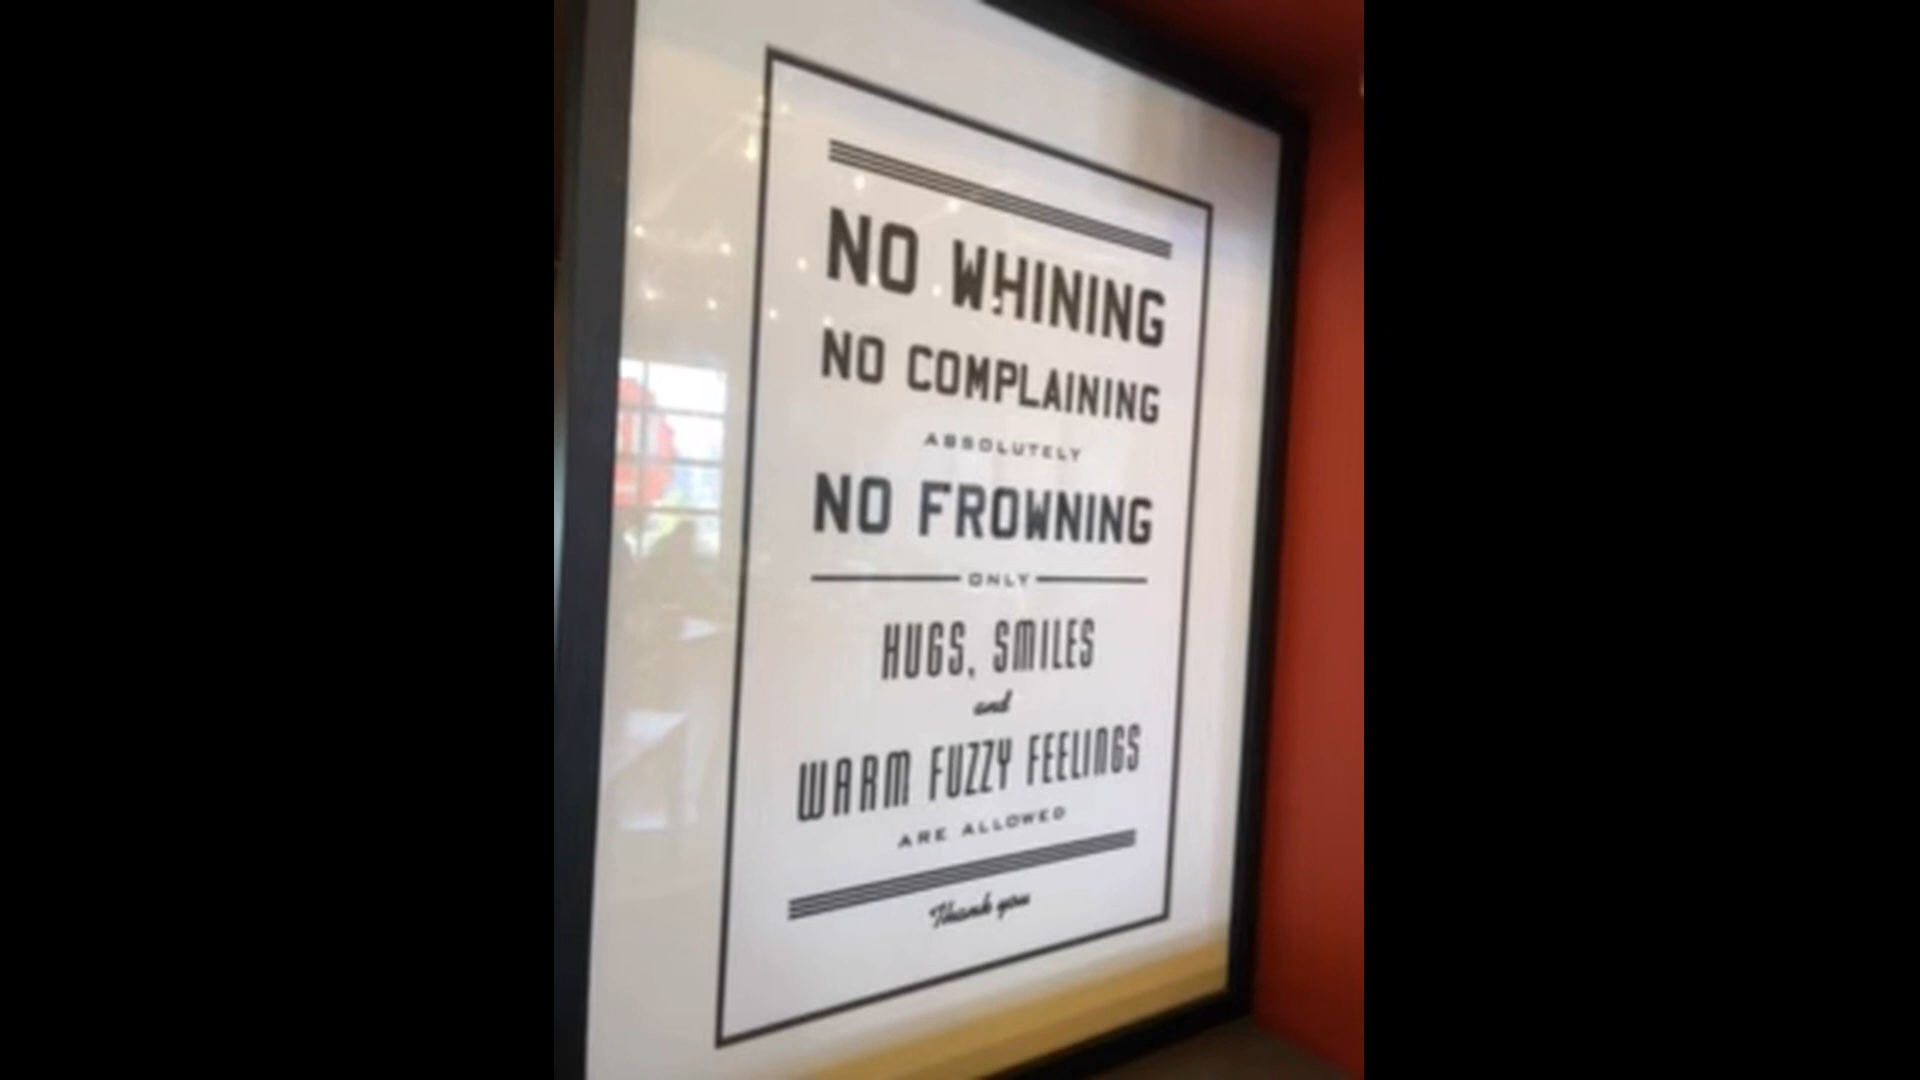 NO WHINING
NO COMPLAINING
ABSOLUTELY
NO FROWNING
ONLY
HUGS, SMILES
and
WARM FUZZY FEELINGS
ARE ALLOWED
Thank you